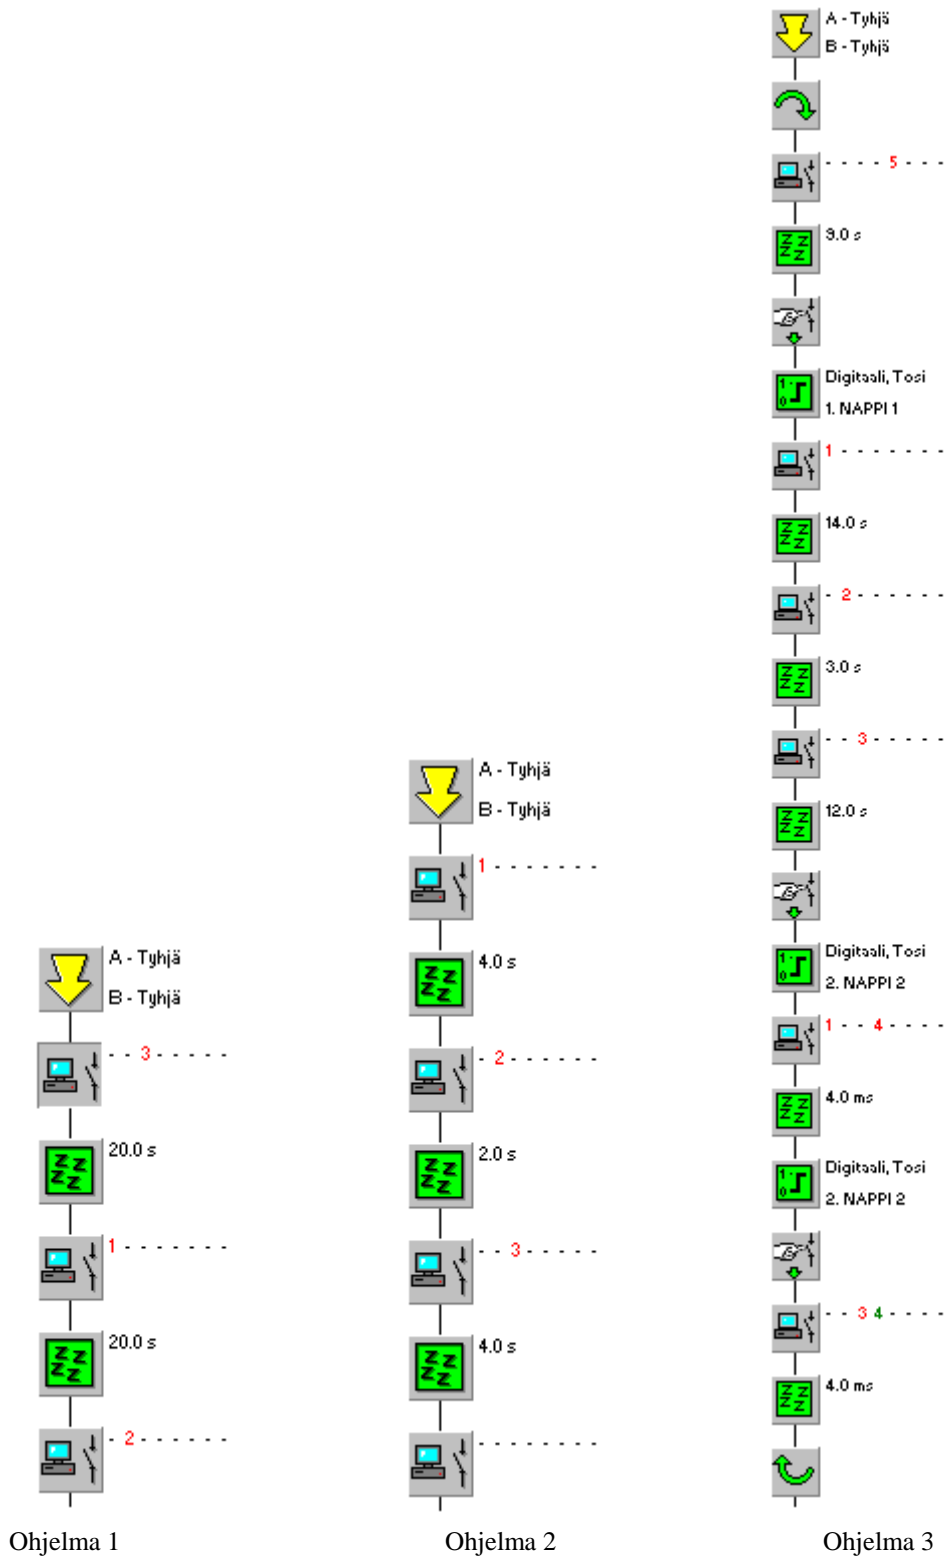 A - Tyhjä
B - Tyhjä
- - 3 - - - - -
20.0 s
1 - - - - - - -
20.0 s
- 2 - - - - - -
Ohjelma 1
A - Tyhjä
B - Tyhjä
1 - - - - - - -
4.0 s
- 2 - - - - - -
2.0 s
- - 3 - - - - -
4.0 s
- - - - - - - -
Ohjelma 2
A - Tyhjä
B - Tyhjä
- - - - 5 - - -
9.0 s
Digitaali, Tosi
1. NAPPI 1
1 - - - - - - -
14.0 s
- 2 - - - - - -
3.0 s
- - 3 - - - - -
12.0 s
Digitaali, Tosi
2. NAPPI 2
1 - - 4 - - - -
4.0 ms
Digitaali, Tosi
2. NAPPI 2
- - 3 4 - - - -
4.0 ms
Ohjelma 3